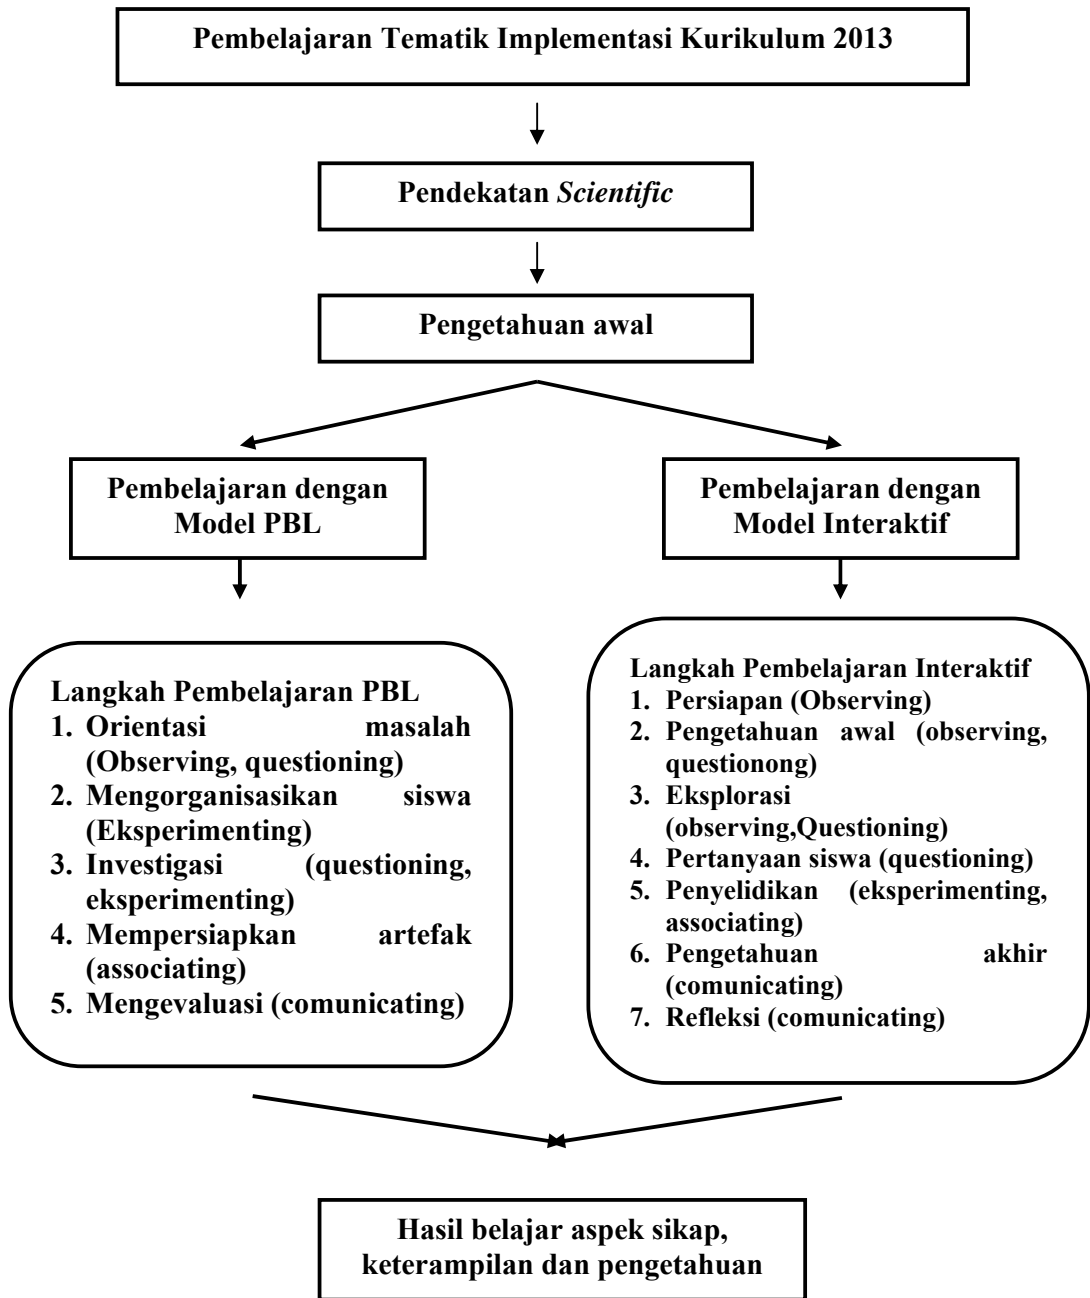 Pembelajaran Tematik Implementasi Kurikulum 2013
Pendekatan Scientific
Pengetahuan awal
Pembelajaran dengan
Model PBL
Pembelajaran dengan
Model Interaktif
Langkah Pembelajaran PBL
1. Orientasi masalah
(Observing, questioning)
2. Mengorganisasikan siswa
(Eksperimenting)
3. Investigasi (questioning,
eksperimenting)
4. Mempersiapkan artefak
(associating)
5. Mengevaluasi (comunicating)
Langkah Pembelajaran Interaktif
1. Persiapan (Observing)
2. Pengetahuan awal (observing,
questionong)
3. Eksplorasi
(observing,Questioning)
4. Pertanyaan siswa (questioning)
5. Penyelidikan (eksperimenting,
associating)
6. Pengetahuan akhir
(comunicating)
7. Refleksi (comunicating)
Hasil belajar aspek sikap,
keterampilan dan pengetahuan